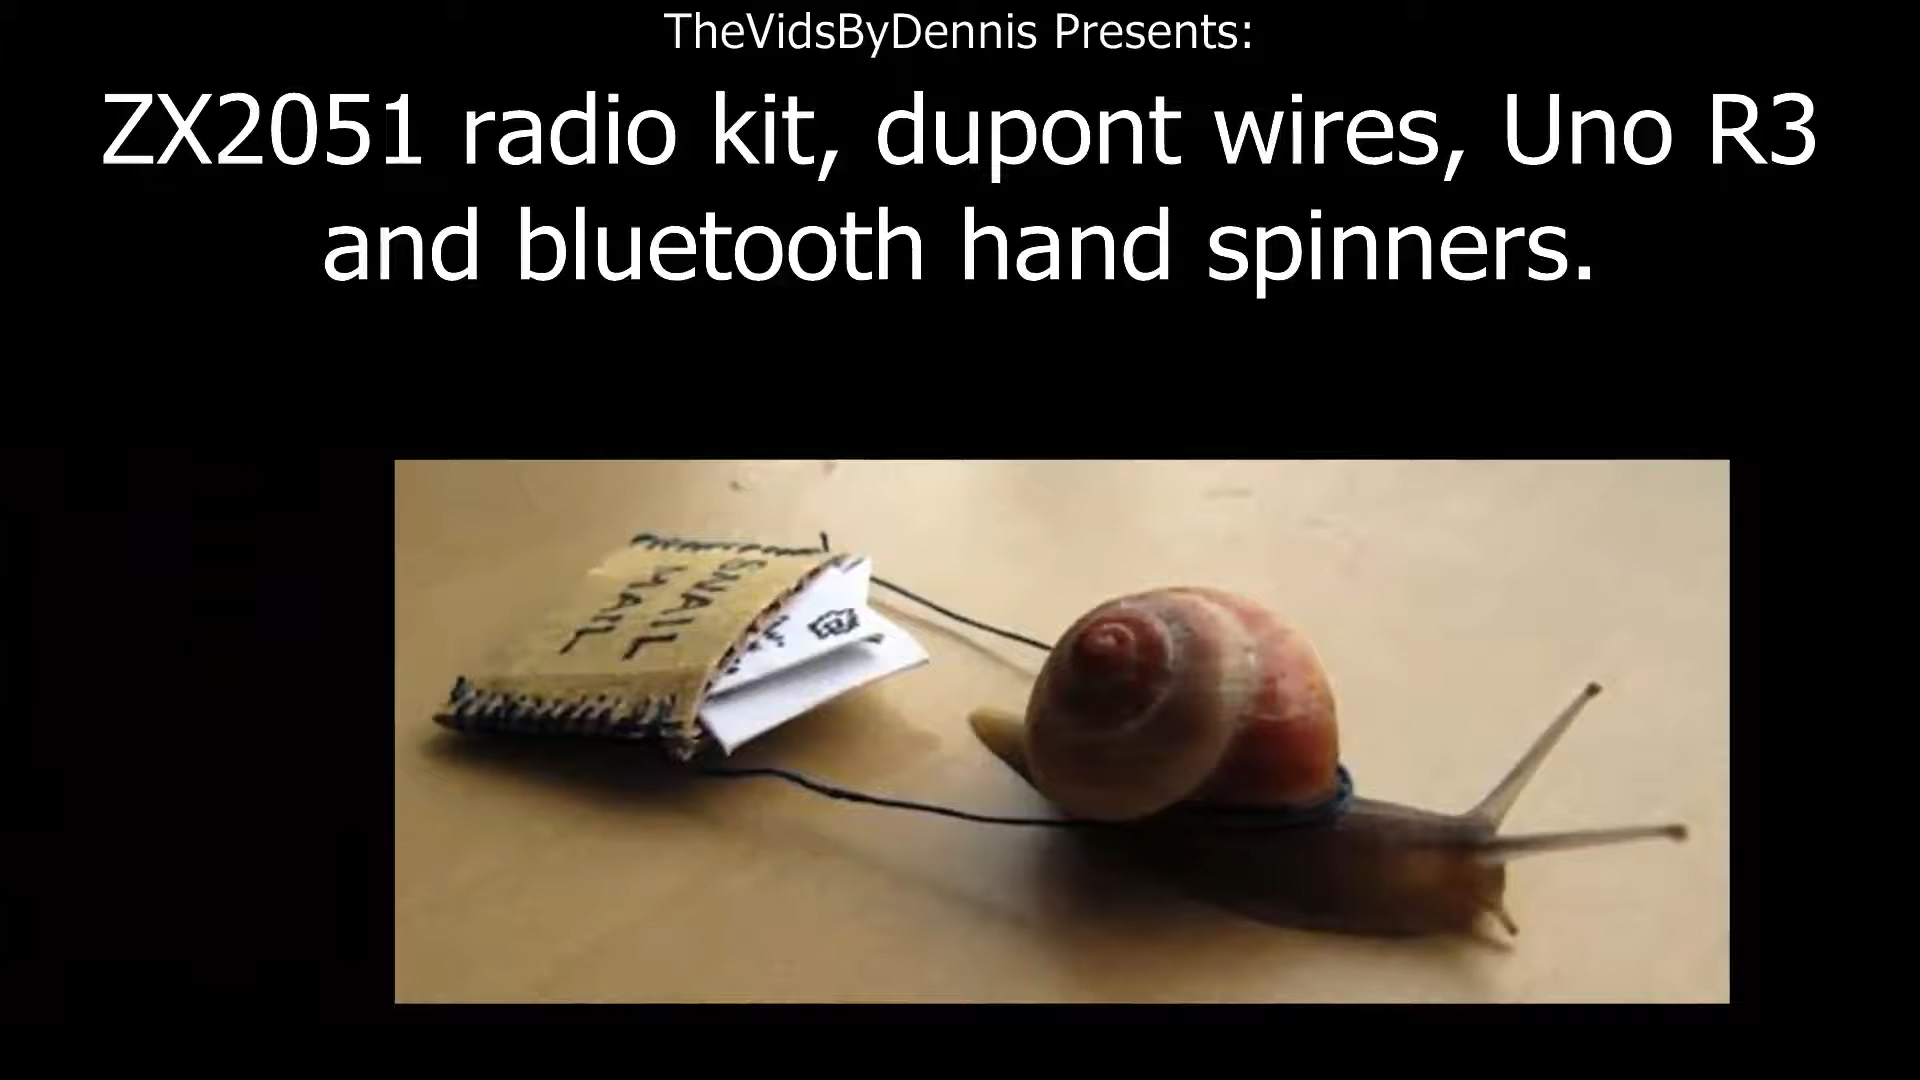 TheVidsByDennis Presents:
ZX2051 radio kit, dupont wires, Uno R3
and bluetooth hand spinners.
SNAIL
MAIL